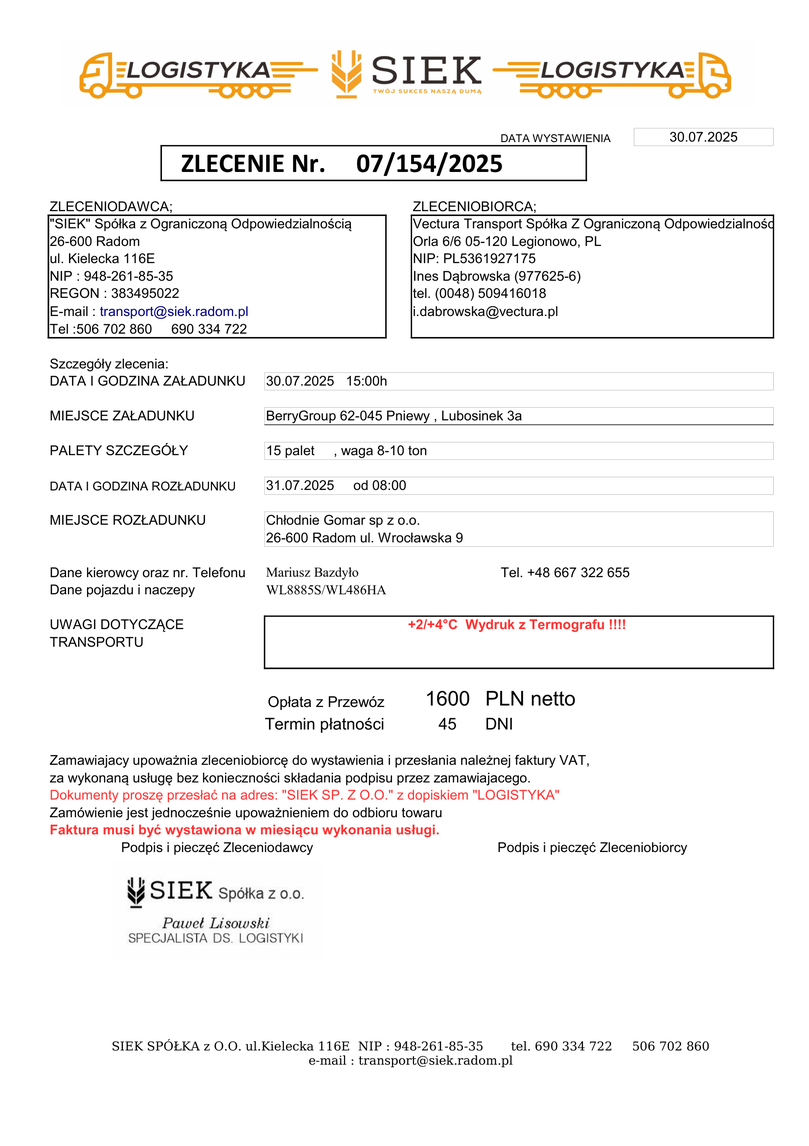 LOGISTYKA SIEK LOGISTYKA
TWÓJ SUKCES NASZĄ DUMĄ
DATA WYSTAWIENIA 30.07.2025
ZLECENIE Nr. 07/154/2025
ZLECENIODAWCA;
"SIEK" Spółka z Ograniczoną Odpowiedzialnością
26-600 Radom
ul. Kielecka 116E
NIP : 948-261-85-35
REGON : 383495022
E-mail : transport@siek.radom.pl
Tel :506 702 860 690 334 722
ZLECENIOBIORCA;
Vectura Transport Spółka Z Ograniczoną Odpowiedzialnośc
Orla 6/6 05-120 Legionowo, PL
NIP: PL5361927175
Ines Dąbrowska (977625-6)
tel. (0048) 509416018
i.dabrowska@vectura.pl
Szczegóły zlecenia:
DATA I GODZINA ZAŁADUNKU 30.07.2025 15:00h
MIEJSCE ZAŁADUNKU BerryGroup 62-045 Pniewy , Lubosinek 3a
PALETY SZCZEGÓŁY 15 palet , waga 8-10 ton
DATA I GODZINA ROZŁADUNKU 31.07.2025 od 08:00
MIEJSCE ROZŁADUNKU Chłodnie Gomar sp z o.o.
26-600 Radom ul. Wrocławska 9
Dane kierowcy oraz nr. Telefonu Mariusz Bazdyło Tel. +48 667 322 655
Dane pojazdu i naczepy WL8885S/WL486HA
UWAGI DOTYCZĄCE +2/+4°C Wydruk z Termografu !!!!
TRANSPORTU
Opłata z Przewóz 1600 PLN netto
Termin płatności 45 DNI
Zamawiajacy upoważnia zleceniobiorcę do wystawienia i przesłania należnej faktury VAT,
za wykonaną usługę bez konieczności składania podpisu przez zamawiajacego.
Dokumenty proszę przesłać na adres: "SIEK SP. Z O.O." z dopiskiem "LOGISTYKA"
Zamówienie jest jednocześnie upoważnieniem do odbioru towaru
Faktura musi być wystawiona w miesiącu wykonania usługi.
Podpis i pieczęć Zleceniodawcy Podpis i pieczęć Zleceniobiorcy
SIEK Spółka z o.o.
Paweł Lisowski
SPECJALISTA DS. LOGISTYKI
SIEK SPÓŁKA z O.O. ul.Kielecka 116E NIP : 948-261-85-35 tel. 690 334 722 506 702 860
e-mail : transport@siek.radom.pl